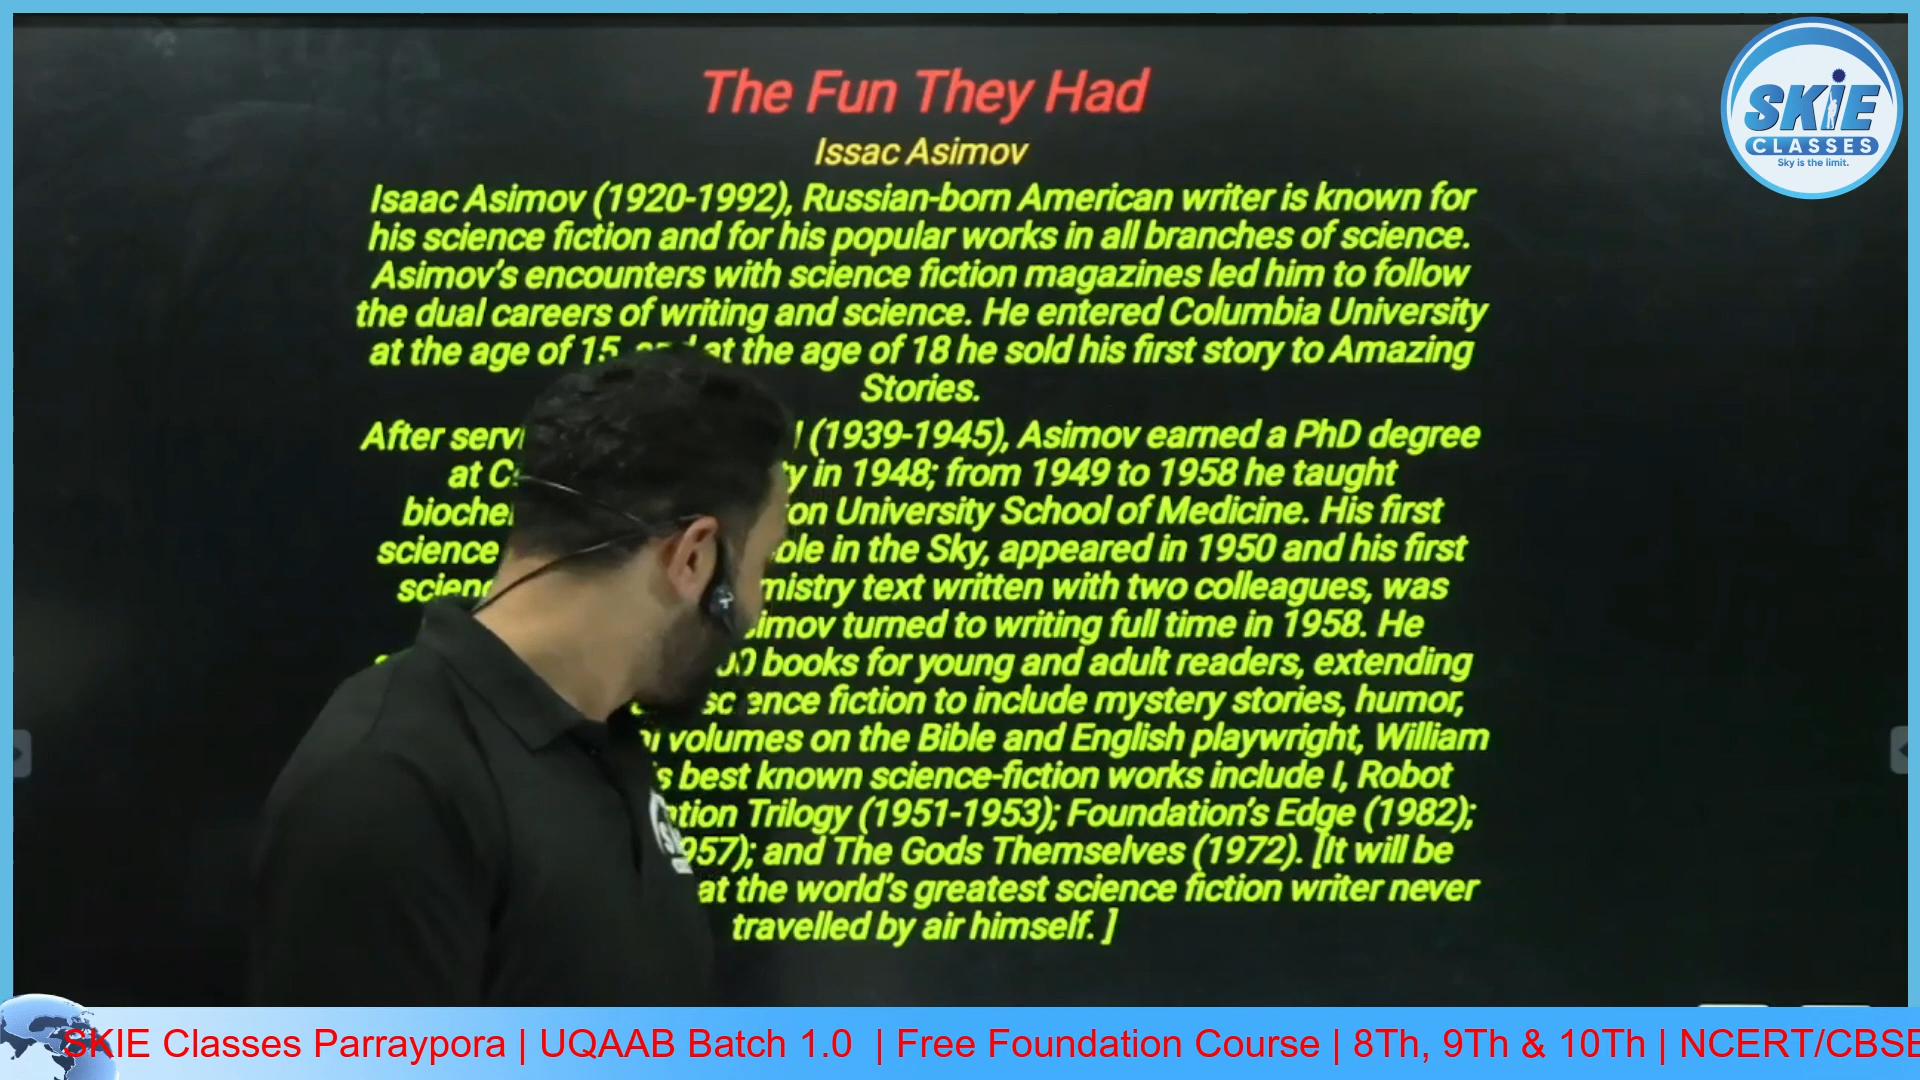 The Fun They Had
Issac Asimov
Isaac Asimov (1920-1992), Russian-born American writer is known for
his science fiction and for his popular works in all branches of science.
Asimov's encounters with science fiction magazines led him to follow
the dual careers of writing and science. He entered Columbia University
at the age of 15, and at the age of 18 he sold his first story to Amazing
Stories.
After (1939-1945), Asimov earned a PhD degree
at in 1948; from 1949 to 1958 he taught
University School of Medicine. His first
science in the Sky, appeared in 1950 and his first
text written with two colleagues, was
turned to writing full time in 1958. He
books for young and adult readers, extending
science fiction to include mystery stories, humor,
volumes on the Bible and English playwright, William
best known science-fiction works include I, Robot
Trilogy (1951-1953); Foundation's Edge (1982);
and The Gods Themselves (1972). [It will be
at the world's greatest science fiction writer never
travelled by air himself. ]
SKIE
CLASSES
Sky is the limit.
SKIE Classes Parraypora | UQAAB Batch 1.0 | Free Foundation Course | 8Th, 9Th & 10Th | NCERT/CBSE